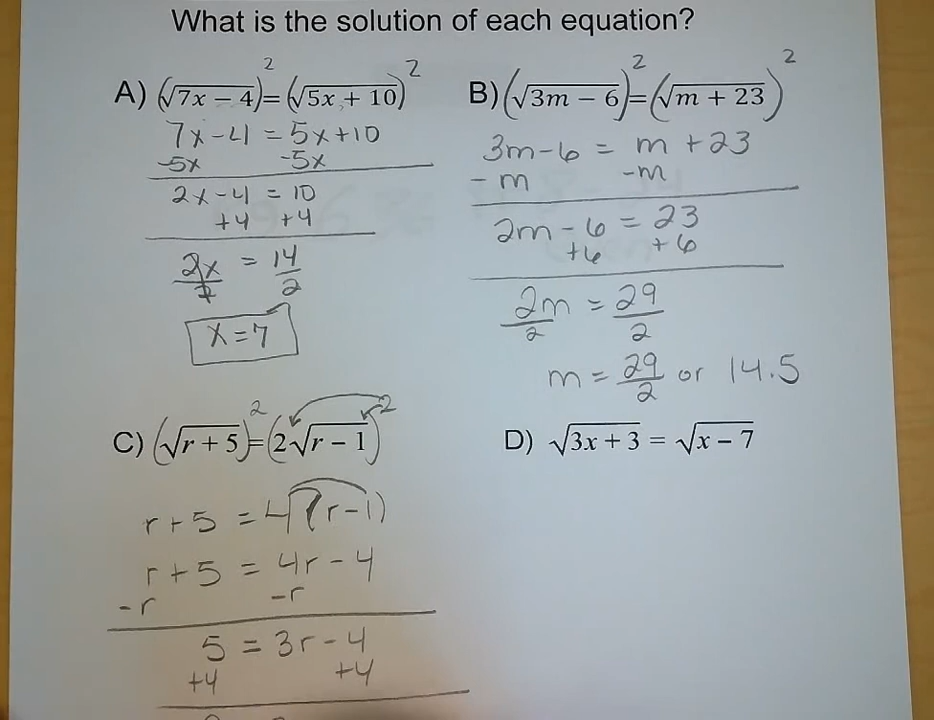 What is the solution of each equation?
A) (√7x − 4)² = (√5x + 10)²
7x - 4 = 5x + 10
-5x -5x
2x - 4 = 10
+4 +4
2x/2 = 14/2
x = 7
B) (√3m − 6)² = (√m + 23)²
3m - 6 = m + 23
- m -m
2m - 6 = 23
+6 +6
2m/2 = 29/2
m = 29/2 or 14.5
C) (√r + 5)² = (2√r − 1)²
r + 5 = 4(r - 1)
r + 5 = 4r - 4
-r -r
5 = 3r - 4
+4 +4
D) √3x + 3 = √x − 7